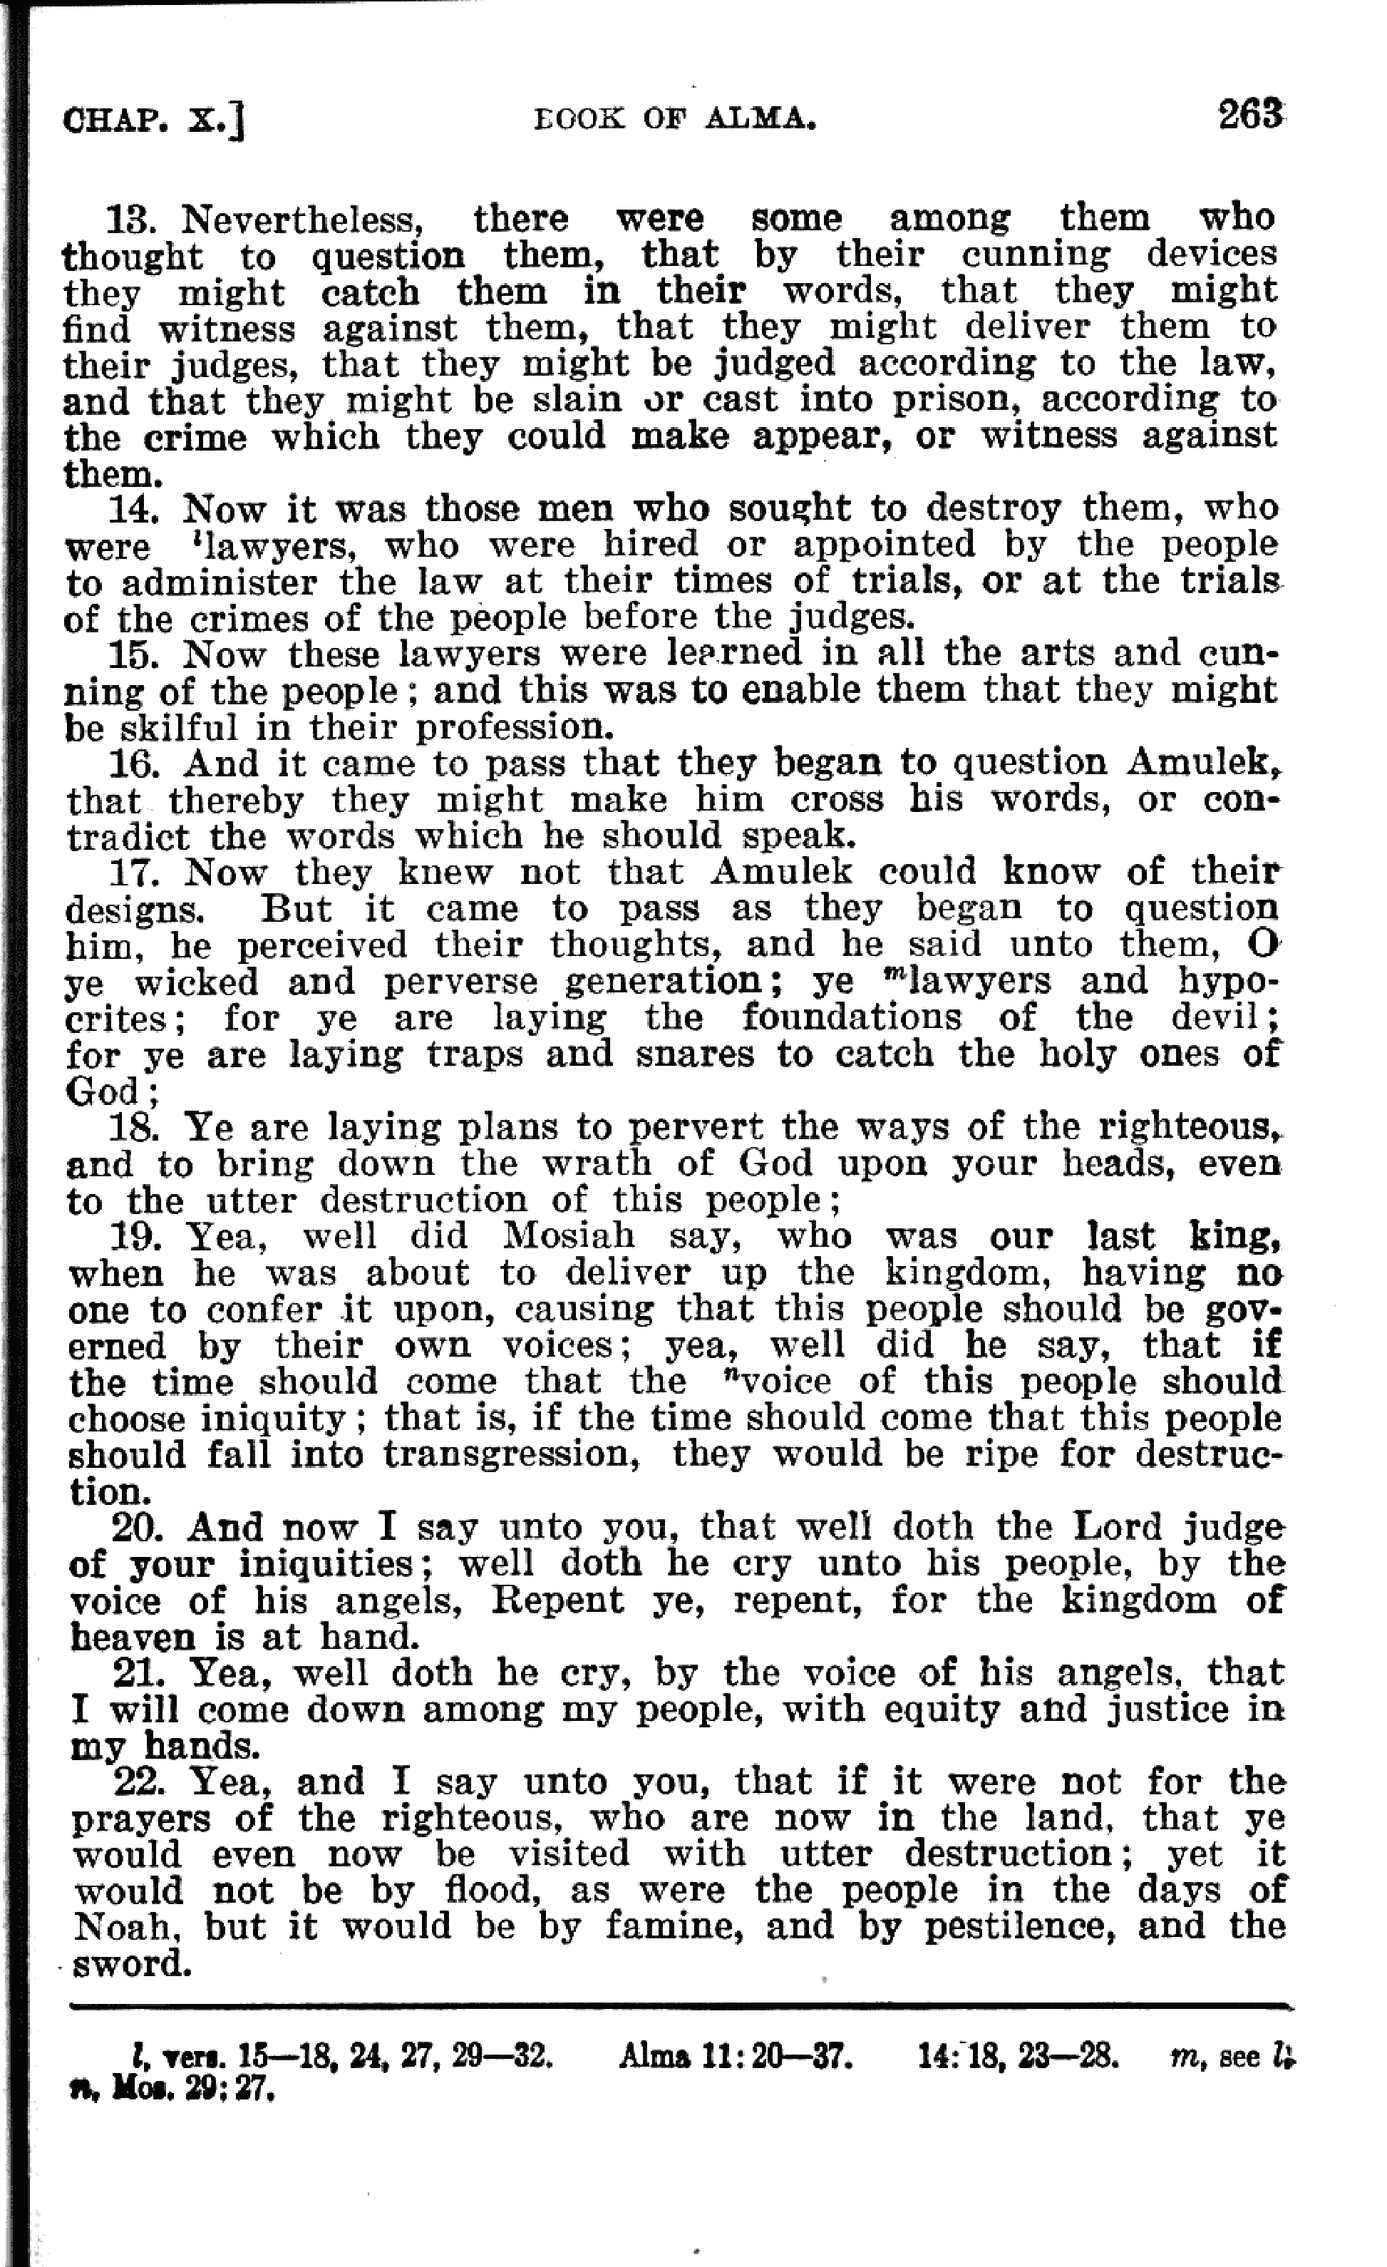 CHAP. X.] BOOK OF ALMA. 263
13. Nevertheless, there were some among them who
thought to question them, that by their cunning devices
they might catch them in their words, that they might
find witness against them, that they might deliver them to
their judges, that they might be judged according to the law,
and that they might be slain or cast into prison, according to
the crime which they could make appear, or witness against
them.
14. Now it was those men who sought to destroy them, who
were ˡlawyers, who were hired or appointed by the people
to administer the law at their times of trials, or at the trials
of the crimes of the people before the judges.
15. Now these lawyers were learned in all the arts and cun-
ning of the people; and this was to enable them that they might
be skilful in their profession.
16. And it came to pass that they began to question Amulek,
that thereby they might make him cross his words, or con-
tradict the words which he should speak.
17. Now they knew not that Amulek could know of their
designs. But it came to pass as they began to question
him, he perceived their thoughts, and he said unto them, O
ye wicked and perverse generation; ye ᵐlawyers and hypo-
crites; for ye are laying the foundations of the devil;
for ye are laying traps and snares to catch the holy ones of
God;
18. Ye are laying plans to pervert the ways of the righteous,
and to bring down the wrath of God upon your heads, even
to the utter destruction of this people;
19. Yea, well did Mosiah say, who was our last king,
when he was about to deliver up the kingdom, having no
one to confer it upon, causing that this people should be gov-
erned by their own voices; yea, well did he say, that if
the time should come that the ⁿvoice of this people should
choose iniquity; that is, if the time should come that this people
should fall into transgression, they would be ripe for destruc-
tion.
20. And now I say unto you, that well doth the Lord judge
of your iniquities; well doth he cry unto his people, by the
voice of his angels, Repent ye, repent, for the kingdom of
heaven is at hand.
21. Yea, well doth he cry, by the voice of his angels, that
I will come down among my people, with equity and justice in
my hands.
22. Yea, and I say unto you, that if it were not for the
prayers of the righteous, who are now in the land, that ye
would even now be visited with utter destruction; yet it
would not be by flood, as were the people in the days of
Noah, but it would be by famine, and by pestilence, and the
sword.
l, vers. 15—18, 24, 27, 29—32. Alma 11: 20—37. 14: 18, 23—28. m, see l;
n, Mos. 29: 27.